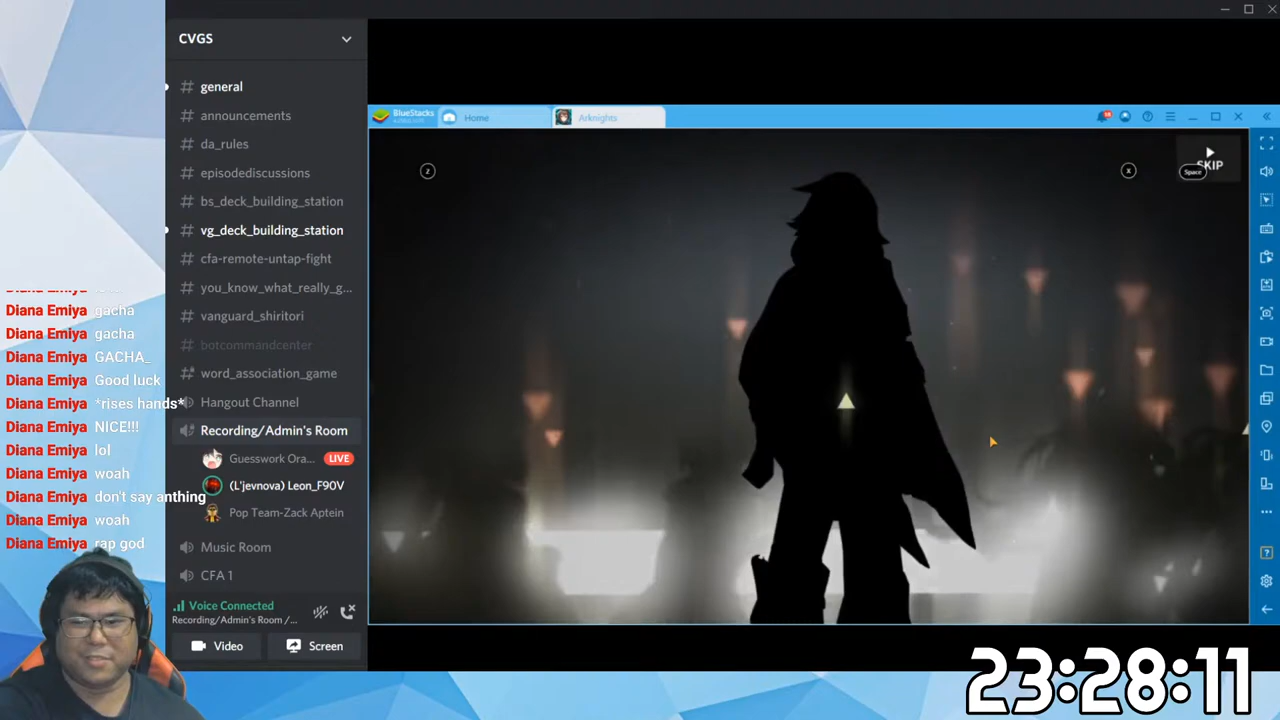 Diana Emiya gacha
Diana Emiya gacha
Diana Emiya GACHA_
Diana Emiya Good luck
Diana Emiya *rises hands*
Diana Emiya NICE!!!
Diana Emiya lol
Diana Emiya woah
Diana Emiya don't say anthing
Diana Emiya woah
Diana Emiya rap god
CVGS
# general
# announcements
# da_rules
# episodediscussions
# bs_deck_building_station
# vg_deck_building_station
# cfa-remote-untap-fight
# you_know_what_really_g...
# vanguard_shiritori
# botcommandcenter
# word_association_game
Hangout Channel
Recording/Admin's Room
Guesswork Ora... LIVE
(L'jevnova) Leon_F90V
Pop Team-Zack Aptein
Music Room
CFA 1
Voice Connected
Recording/Admin's Room /...
Video
Screen
BlueStacks
Home
Arknights
Z
X
SKIP
Space
23:28:11